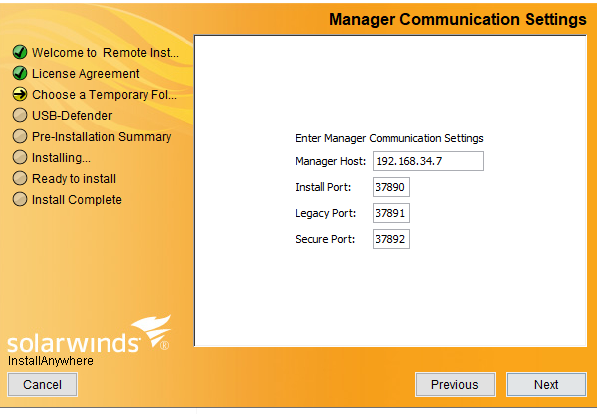 Manager Communication Settings
Welcome to Remote Inst...
License Agreement
Choose a Temporary Fol...
USB-Defender
Pre-Installation Summary
Installing...
Ready to install
Install Complete
Enter Manager Communication Settings
Manager Host: 192.168.34.7
Install Port: 37890
Legacy Port: 37891
Secure Port: 37892
solarwinds®
InstallAnywhere
Cancel Previous Next